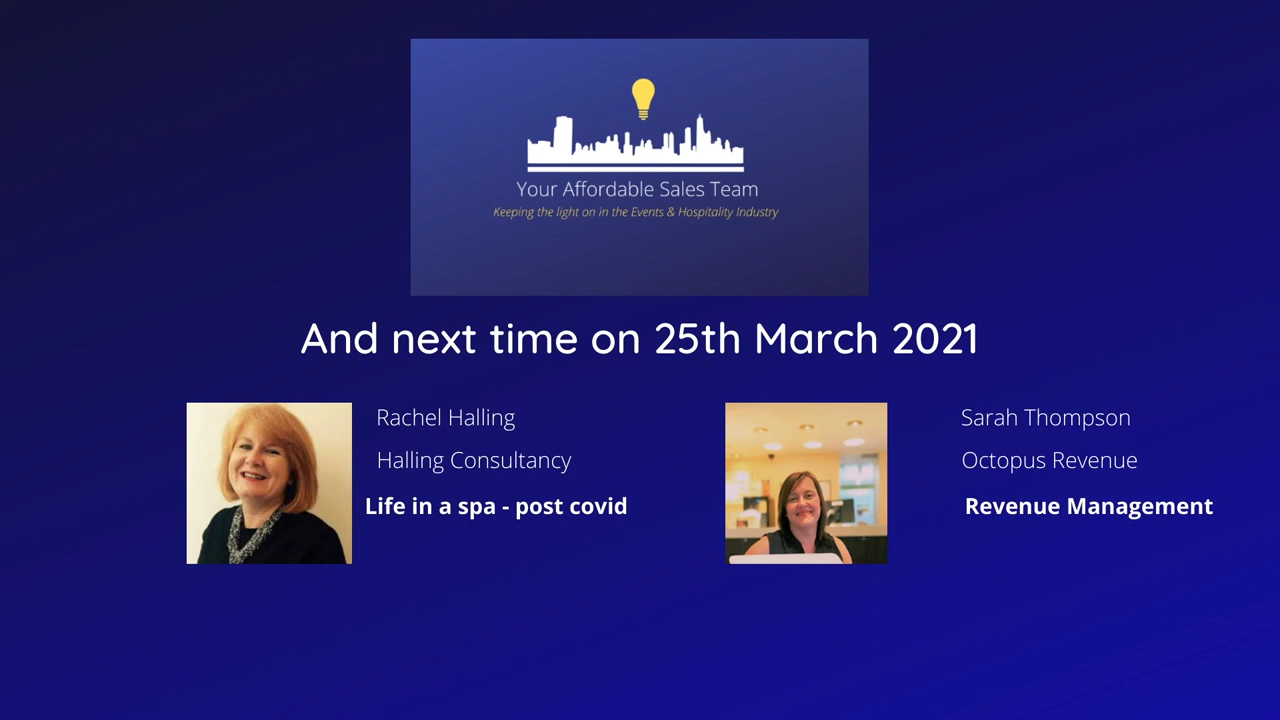 Your Affordable Sales Team
Keeping the light on in the Events & Hospitality Industry
And next time on 25th March 2021
Rachel Halling
Halling Consultancy
Life in a spa - post covid
Sarah Thompson
Octopus Revenue
Revenue Management